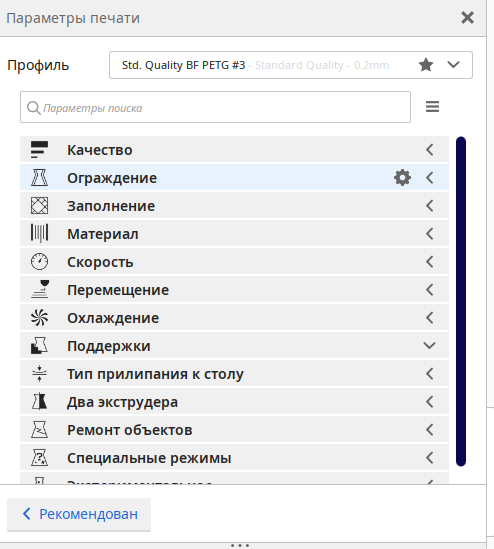 Параметры печати
Профиль
Std. Quality BF PETG #3 - Standard Quality - 0.2mm
Параметры поиска
Качество
Ограждение
Заполнение
Материал
Скорость
Перемещение
Охлаждение
Поддержки
Тип прилипания к столу
Два экструдера
Ремонт объектов
Специальные режимы
Экспериментальное
Рекомендован